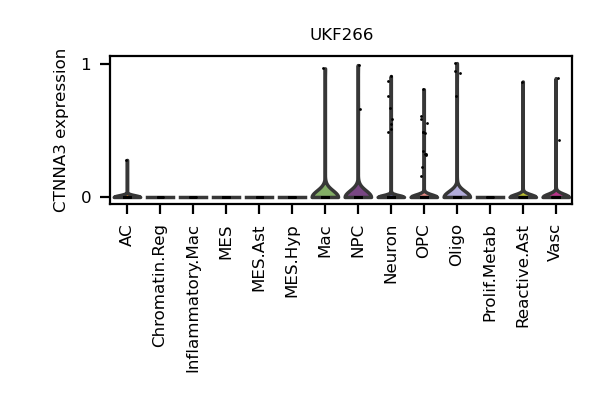 UKF266
CTNNA3 expression
1
0
AC
Chromatin.Reg
Inflammatory.Mac
MES
MES.Ast
MES.Hyp
Mac
NPC
Neuron
OPC
Oligo
Prolif.Metab
Reactive.Ast
Vasc